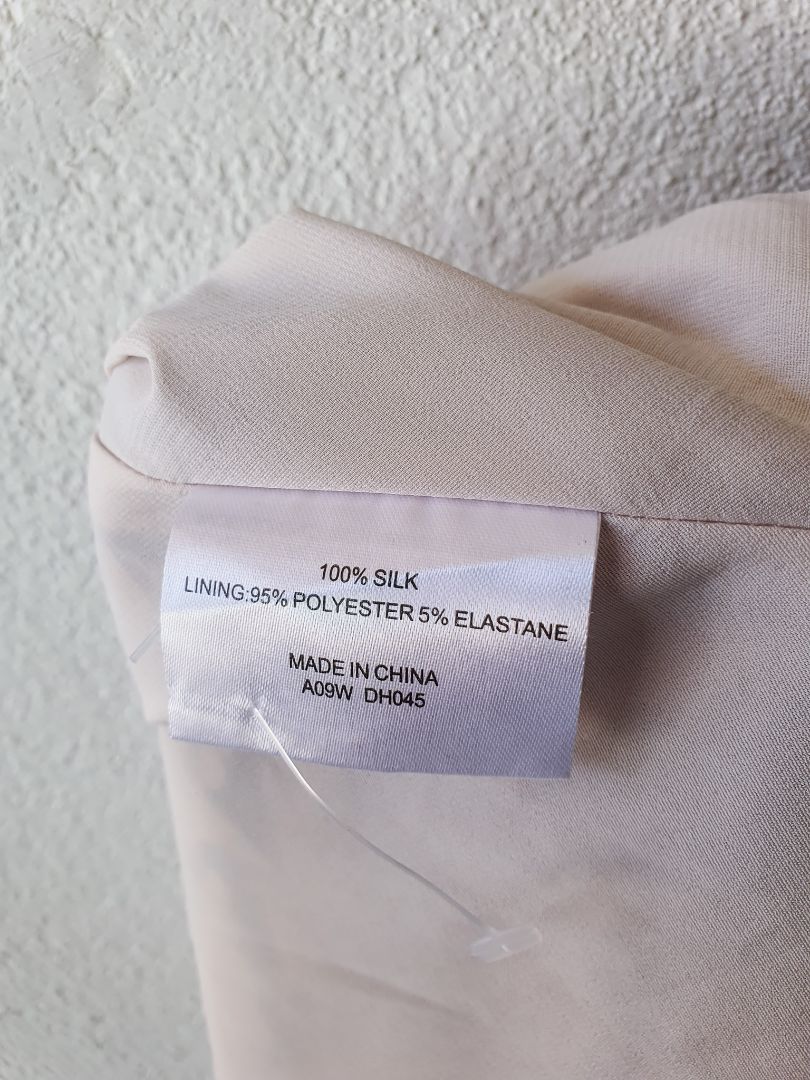 100% SILK
LINING:95% POLYESTER 5% ELASTANE
MADE IN CHINA
A09W DH045